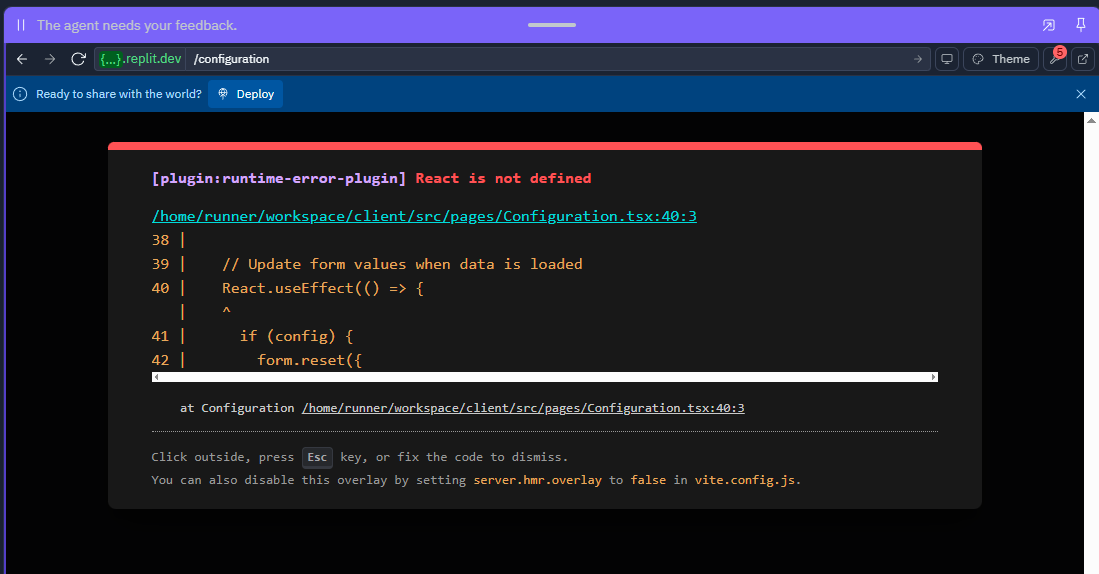 The agent needs your feedback.
{...}.replit.dev /configuration Theme 5
Ready to share with the world? Deploy
[plugin:runtime-error-plugin] React is not defined
/home/runner/workspace/client/src/pages/Configuration.tsx:40:3
38 |
39 | // Update form values when data is loaded
40 | React.useEffect(() => {
| ^
41 | if (config) {
42 | form.reset({
at Configuration /home/runner/workspace/client/src/pages/Configuration.tsx:40:3
Click outside, press Esc key, or fix the code to dismiss.
You can also disable this overlay by setting server.hmr.overlay to false in vite.config.js.